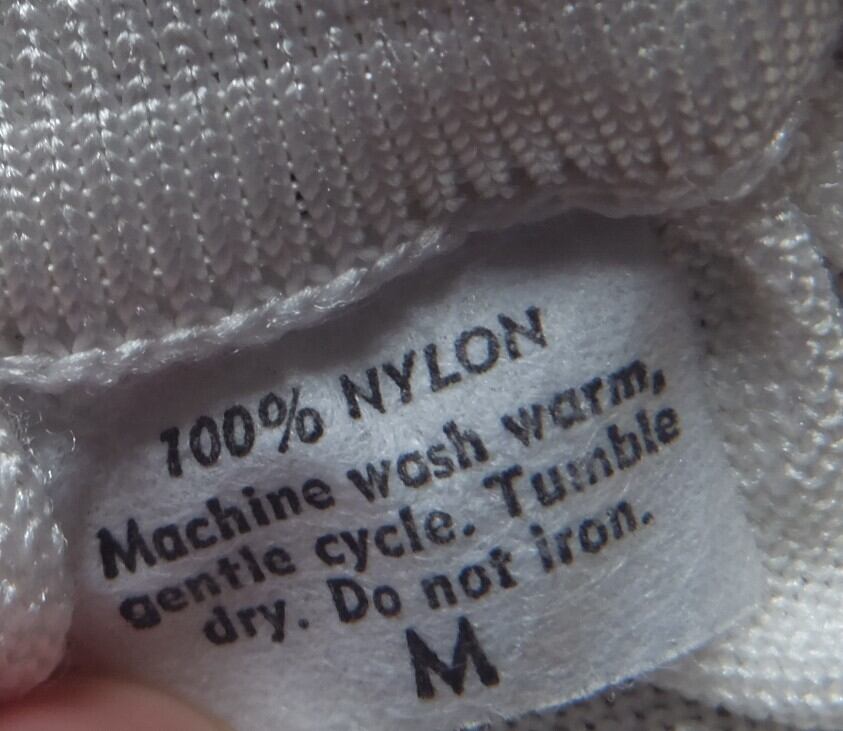 100% NYLON
Machine wash warm,
gentle cycle. Tumble
dry. Do not iron.
M